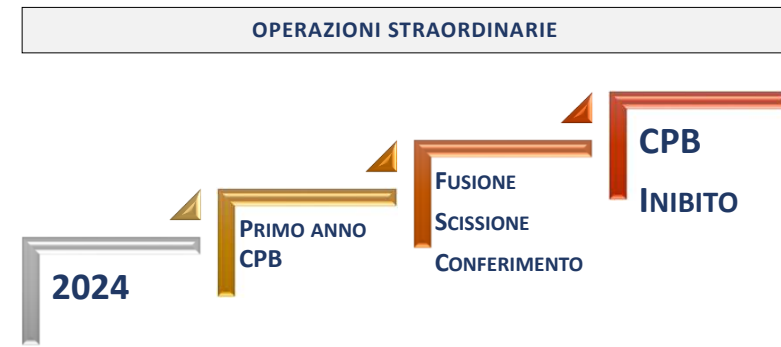 OPERAZIONI STRAORDINARIE
2024
PRIMO ANNO
CPB
FUSIONE
SCISSIONE
CONFERIMENTO
CPB
INIBITO